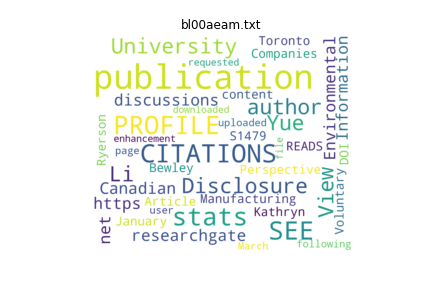 bl00aeam.txt
University
Toronto
Companies
requested
publication
discussions
content
author
downloaded
PROFILE
uploaded
Yue
S1479
enhancement
READS
Ryerson
page
CITATIONS
file
Environmental
Information
DOI
Li
Bewley
Perspective
Canadian
Disclosure
View
Voluntary
https
Article
Manufacturing
net
January
user
stats
Kathryn
SEE
researchgate
March
following